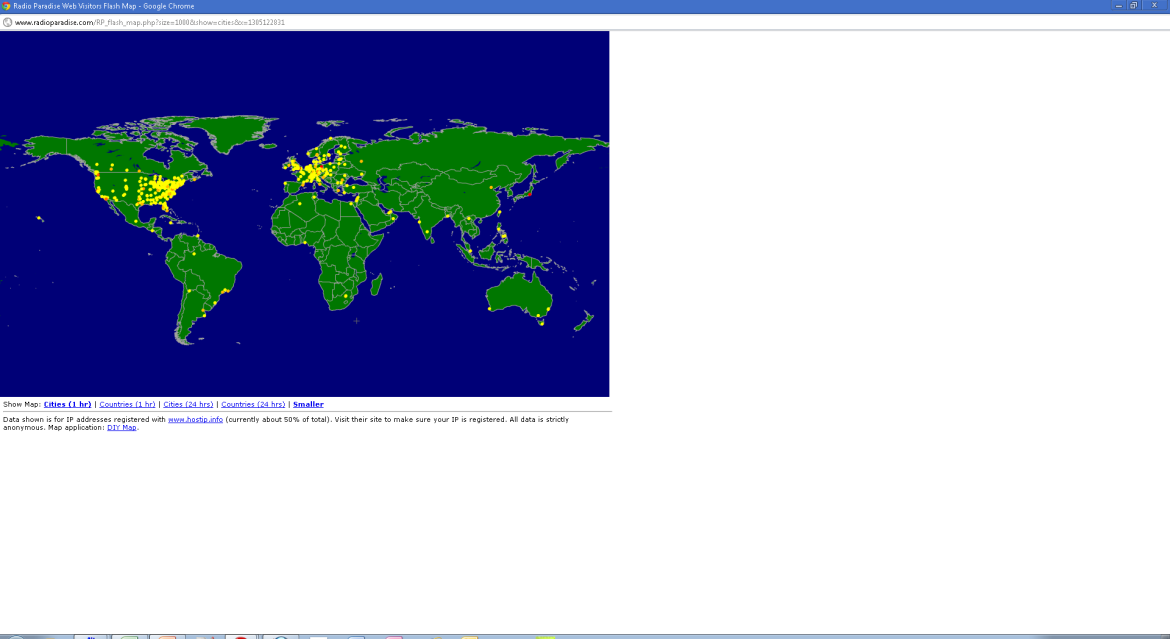 Radio Paradise Web Visitors Flash Map - Google Chrome
www.radioparadise.com/RP_flash_map.php?size=1000&show=cities&x=1305122831
Show Map: Cities (1 hr) | Countries (1 hr) | Cities (24 hrs) | Countries (24 hrs) | Smaller
Data shown is for IP addresses registered with www.hostip.info (currently about 50% of total). Visit their site to make sure your IP is registered. All data is strictly
anonymous. Map application: DIY Map.